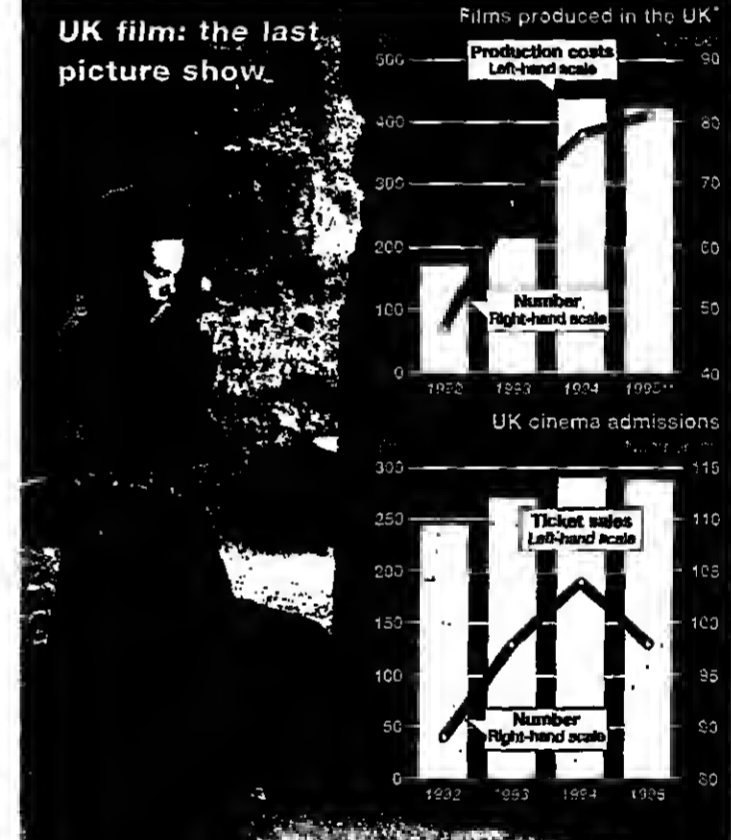 UK film: the last
picture show
Films produced in the UK*
Production costs
Left-hand scale
500
400
300
200
100
0
90
80
70
60
50
40
Number
Right-hand scale
1992 1993 1994 1995**
UK cinema admissions
300
250
200
150
100
50
0
115
110
105
100
95
90
80
Ticket sales
Left-hand scale
Number
Right-hand scale
1992 1993 1994 1995